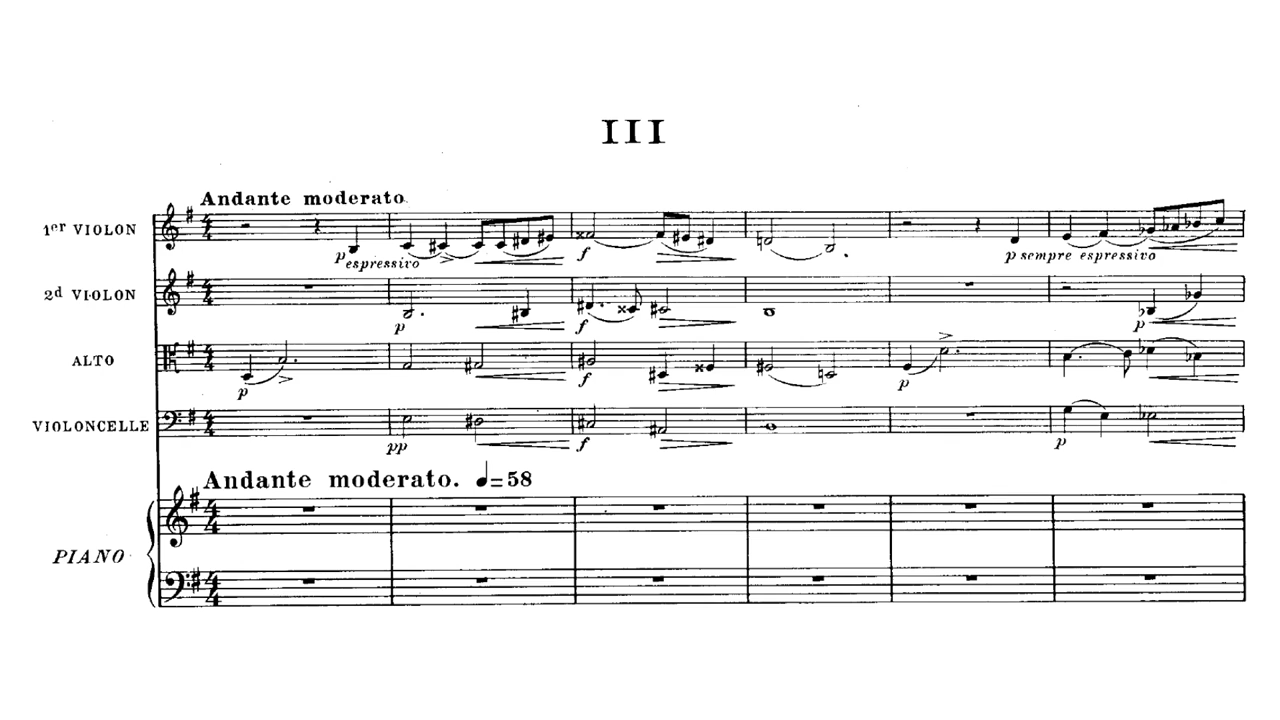 III
Andante moderato.
1er VIOLON
p espressivo
f
p sempre espressivo
2d VIOLON
p
f
p
ALTO
p
f
p
VIOLONCELLE
pp
f
p
Andante moderato. ♩=58
PIANO